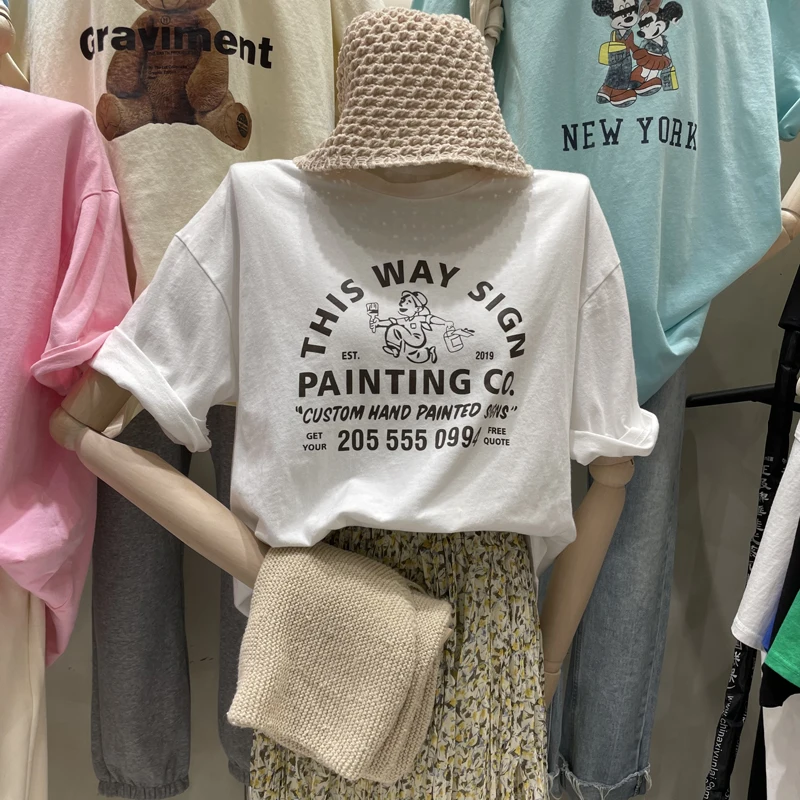 Graviment
NEW YORK
THIS WAY SIGN
EST. 2019
PAINTING CO.
"CUSTOM HAND PAINTED SIGNS"
GET YOUR
205 555 0994
FREE QUOTE